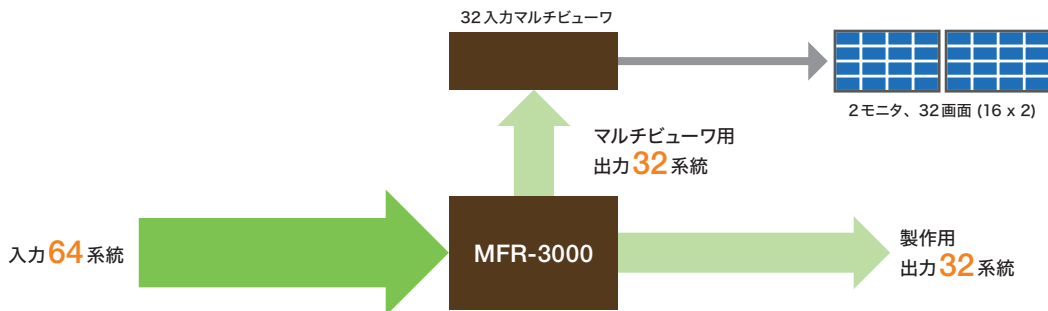 32入力マルチビューワ
2モニタ、32画面 (16 x 2)
マルチビューワ用
出力32系統
入力64系統
MFR-3000
製作用
出力32系統